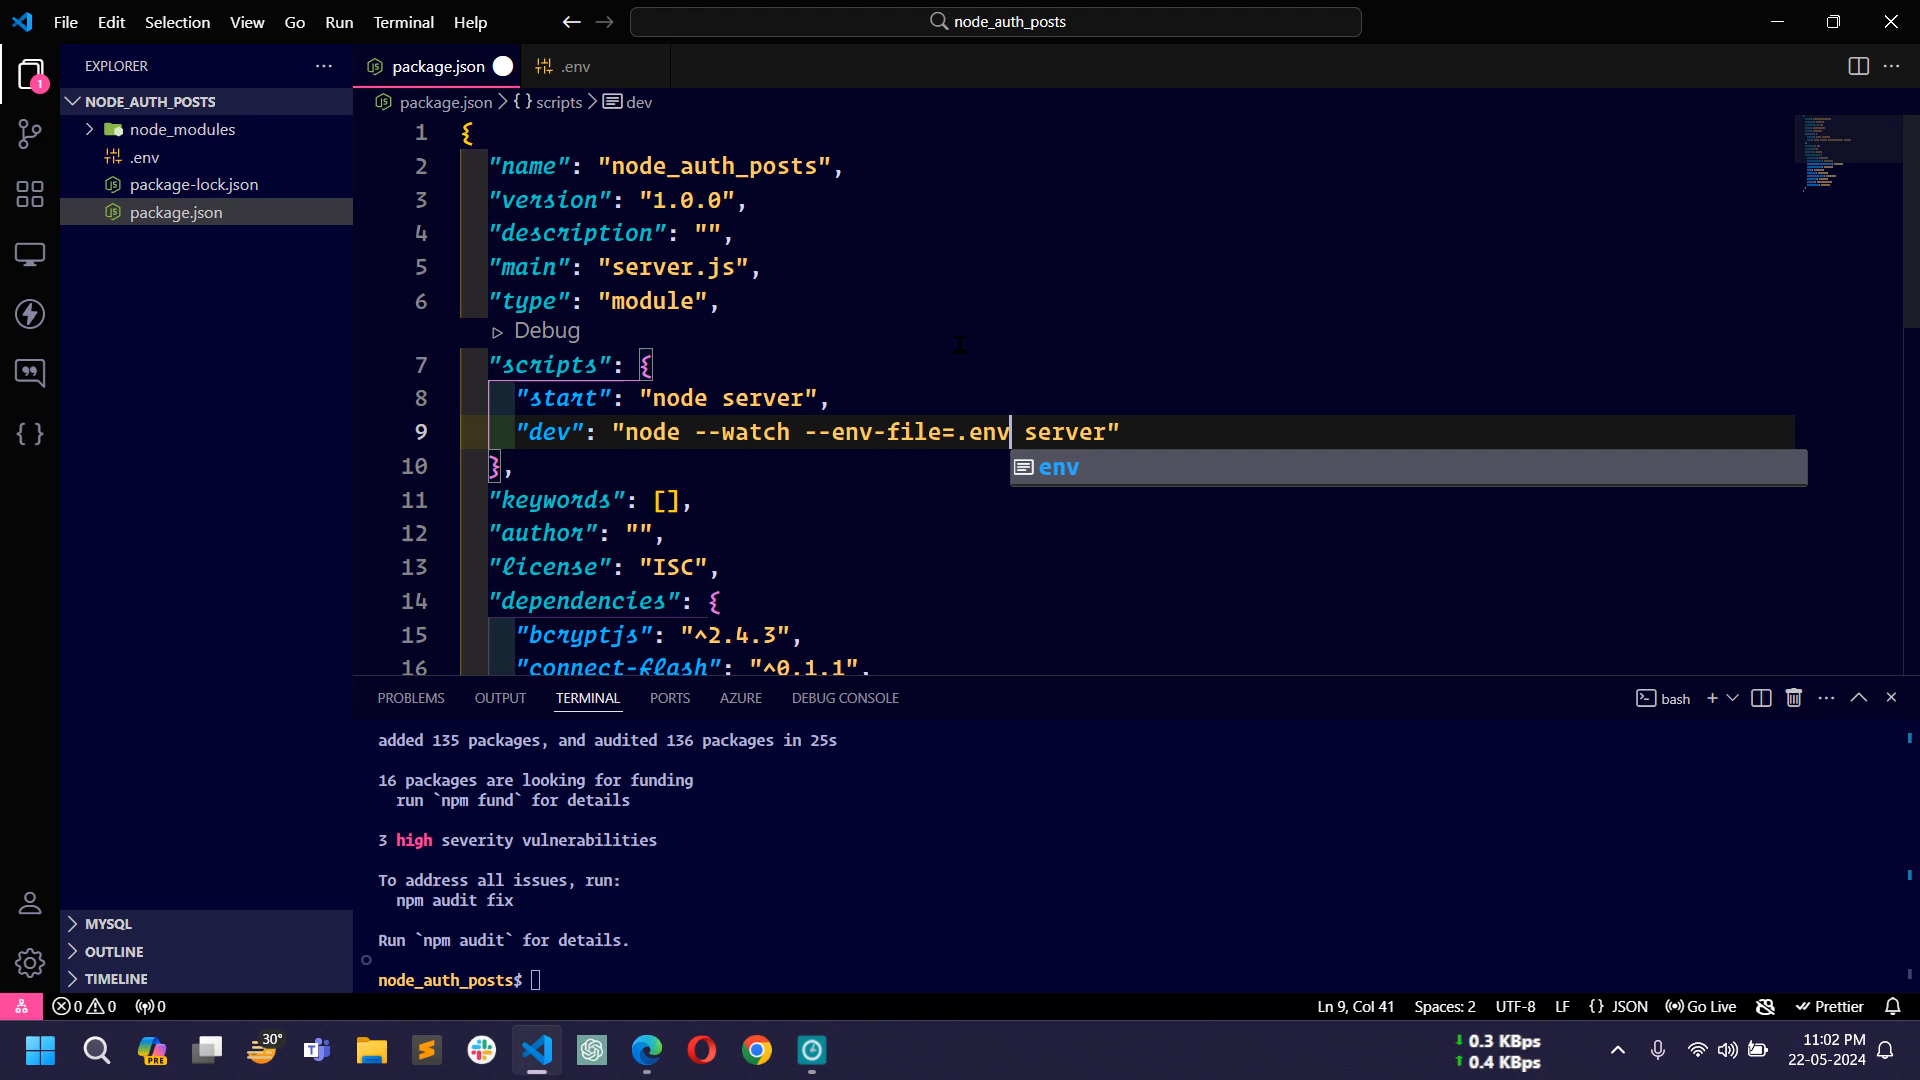 File Edit Selection View Go Run Terminal Help
node_auth_posts
EXPLORER
NODE_AUTH_POSTS
node_modules
.env
package-lock.json
package.json
MYSQL
OUTLINE
TIMELINE
1
package.json
.env
package.json > { } scripts > dev
1 {
2 "name": "node_auth_posts",
3 "version": "1.0.0",
4 "description": "",
5 "main": "server.js",
6 "type": "module",
Debug
7 "scripts": {
8 "start": "node server",
9 "dev": "node --watch --env-file=.env server"
env
10 },
11 "keywords": [],
12 "author": "",
13 "license": "ISC",
14 "dependencies": {
15 "bcryptjs": "^2.4.3",
16 "connect-flash": "^0.1.1",
PROBLEMS OUTPUT TERMINAL PORTS AZURE DEBUG CONSOLE
bash
added 135 packages, and audited 136 packages in 25s
16 packages are looking for funding
run `npm fund` for details
3 high severity vulnerabilities
To address all issues, run:
npm audit fix
Run `npm audit` for details.
node_auth_posts$
0 0 0
Ln 9, Col 41 Spaces: 2 UTF-8 LF { } JSON Go Live Prettier
PRE
30°
0.3 KBps
0.4 KBps
11:02 PM
22-05-2024